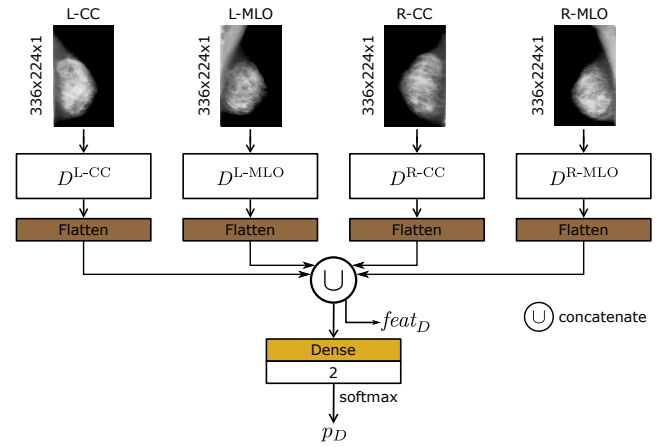 L-CC
L-MLO
R-CC
R-MLO
336x224x1
336x224x1
336x224x1
336x224x1
D^L-CC
D^L-MLO
D^R-CC
D^R-MLO
Flatten
Flatten
Flatten
Flatten
∪
feat_D
∪ concatenate
Dense
2
softmax
p_D